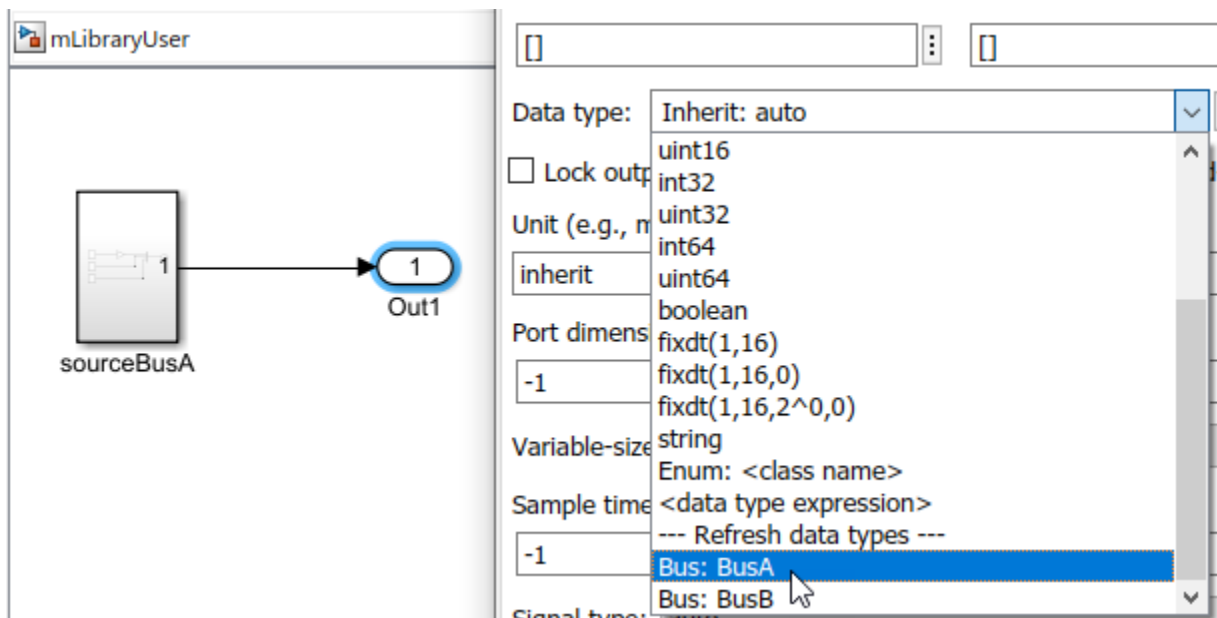 mLibraryUser
[]
[]
Data type:
Inherit: auto
uint16
Lock outp
int32
uint32
Unit (e.g., m
int64
inherit
uint64
boolean
Port dimensi
fixdt(1,16)
-1
fixdt(1,16,0)
fixdt(1,16,2^0,0)
Variable-size
string
Enum: <class name>
Sample time
<data type expression>
--- Refresh data types ---
-1
Bus: BusA
Bus: BusB
1
sourceBusA
1
Out1